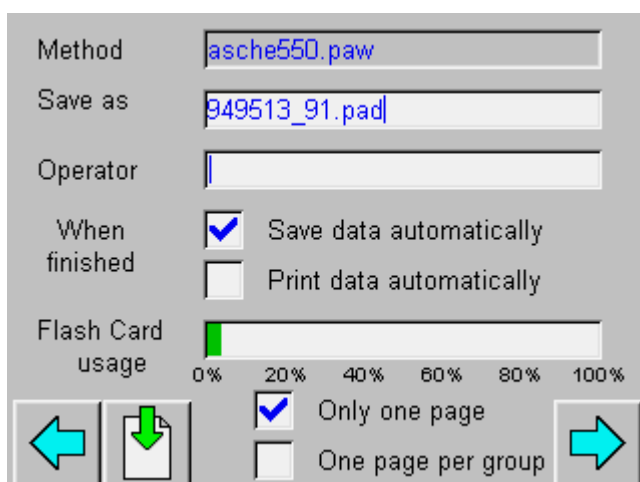 Method asche550.paw
Save as 949513_91.pad
Operator
When
finished
Save data automatically
Print data automatically
Flash Card
usage
0% 20% 40% 60% 80% 100%
Only one page
One page per group